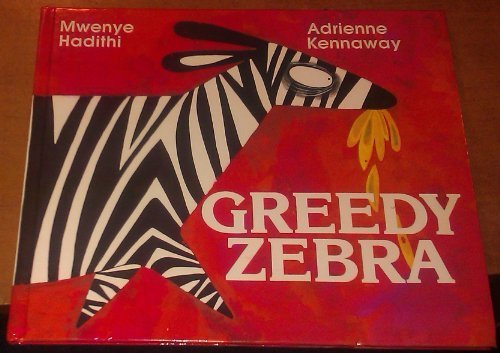 Mwenye
Hadithi
Adrienne
Kennaway
GREEDY
ZEBRA